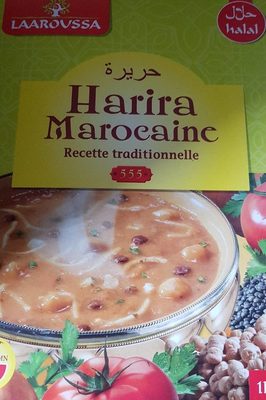 LAAROUSSA
حلال
halal
حريرة
Harira
Marocaine
Recette traditionnelle
555